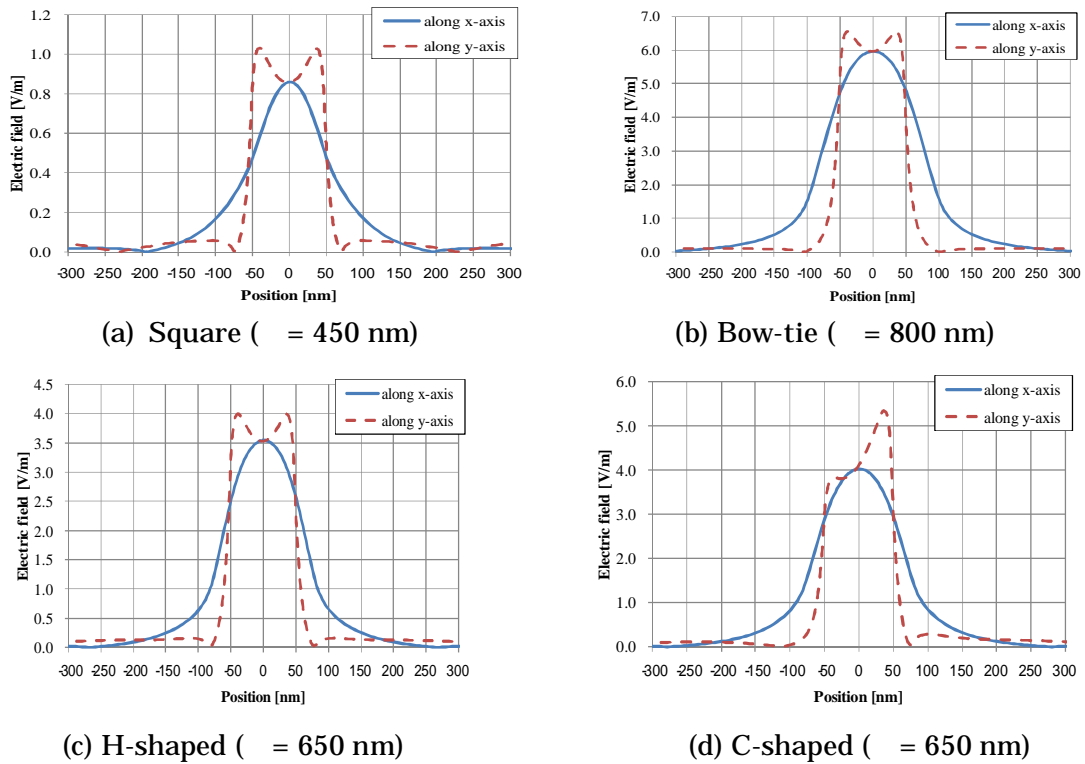 along x-axis
along y-axis
Electric field [V/m]
1.2
1.0
0.8
0.6
0.4
0.2
0.0
-300 -250 -200 -150 -100 -50 0 50 100 150 200 250 300
Position [nm]
(a) Square ( = 450 nm)
along x-axis
along y-axis
Electric field [V/m]
7.0
6.0
5.0
4.0
3.0
2.0
1.0
0.0
-300 -250 -200 -150 -100 -50 0 50 100 150 200 250 300
Position [nm]
(b) Bow-tie ( = 800 nm)
along x-axis
along y-axis
Electric field [V/m]
4.5
4.0
3.5
3.0
2.5
2.0
1.5
1.0
0.5
0.0
-300 -250 -200 -150 -100 -50 0 50 100 150 200 250 300
Position [nm]
(c) H-shaped ( = 650 nm)
along x-axis
along y-axis
Electric field [V/m]
6.0
5.0
4.0
3.0
2.0
1.0
0.0
-300 -200 -100 0 100 200 300
Position [nm]
(d) C-shaped ( = 650 nm)